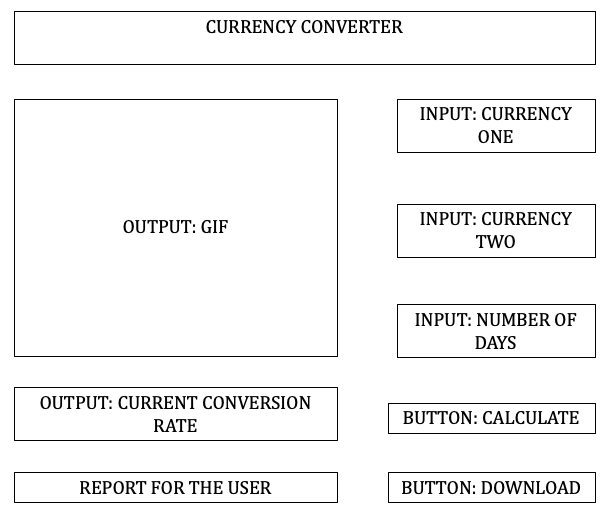 CURRENCY CONVERTER
INPUT: CURRENCY
ONE
OUTPUT: GIF
INPUT: CURRENCY
TWO
INPUT: NUMBER OF
DAYS
OUTPUT: CURRENT CONVERSION
RATE
BUTTON: CALCULATE
REPORT FOR THE USER
BUTTON: DOWNLOAD